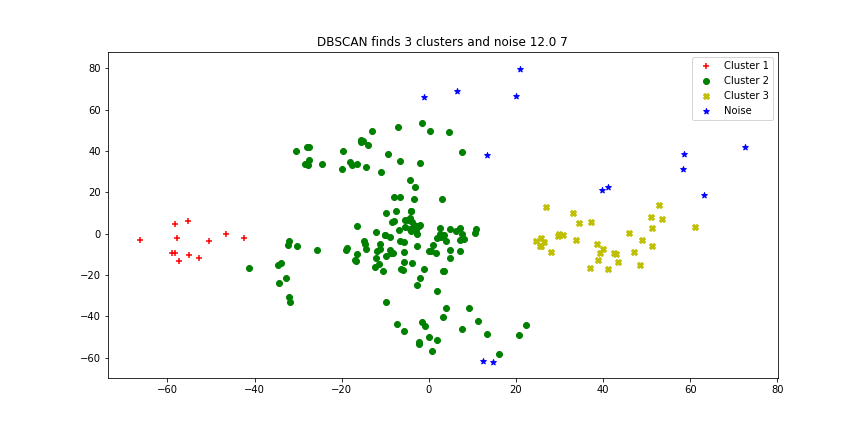 DBSCAN finds 3 clusters and noise 12.0 7
Cluster 1
Cluster 2
Cluster 3
Noise
80
60
40
20
0
−20
−40
−60
−60 −40 −20 0 20 40 60 80